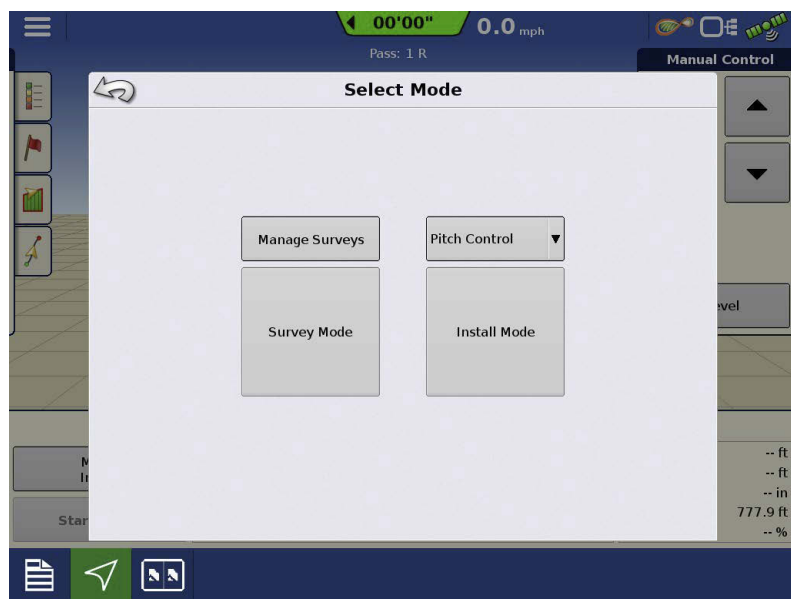 00'00"
0.0 mph
Pass: 1 R
Manual Control
Select Mode
Manage Surveys
Pitch Control
Survey Mode
Install Mode
-- ft
-- ft
-- in
777.9 ft
-- %